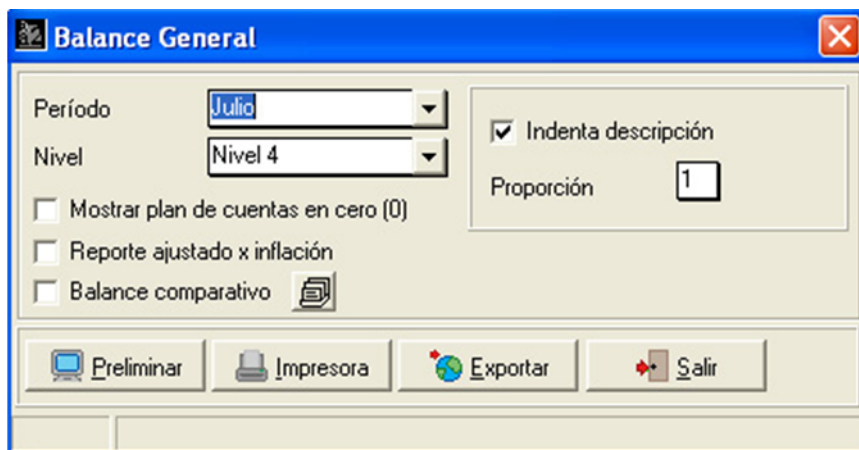 Balance General
Período Julio
Nivel Nivel 4
Mostrar plan de cuentas en cero (0)
Reporte ajustado x inflación
Balance comparativo
Indenta descripción
Proporción 1
Preliminar Impresora Exportar Salir